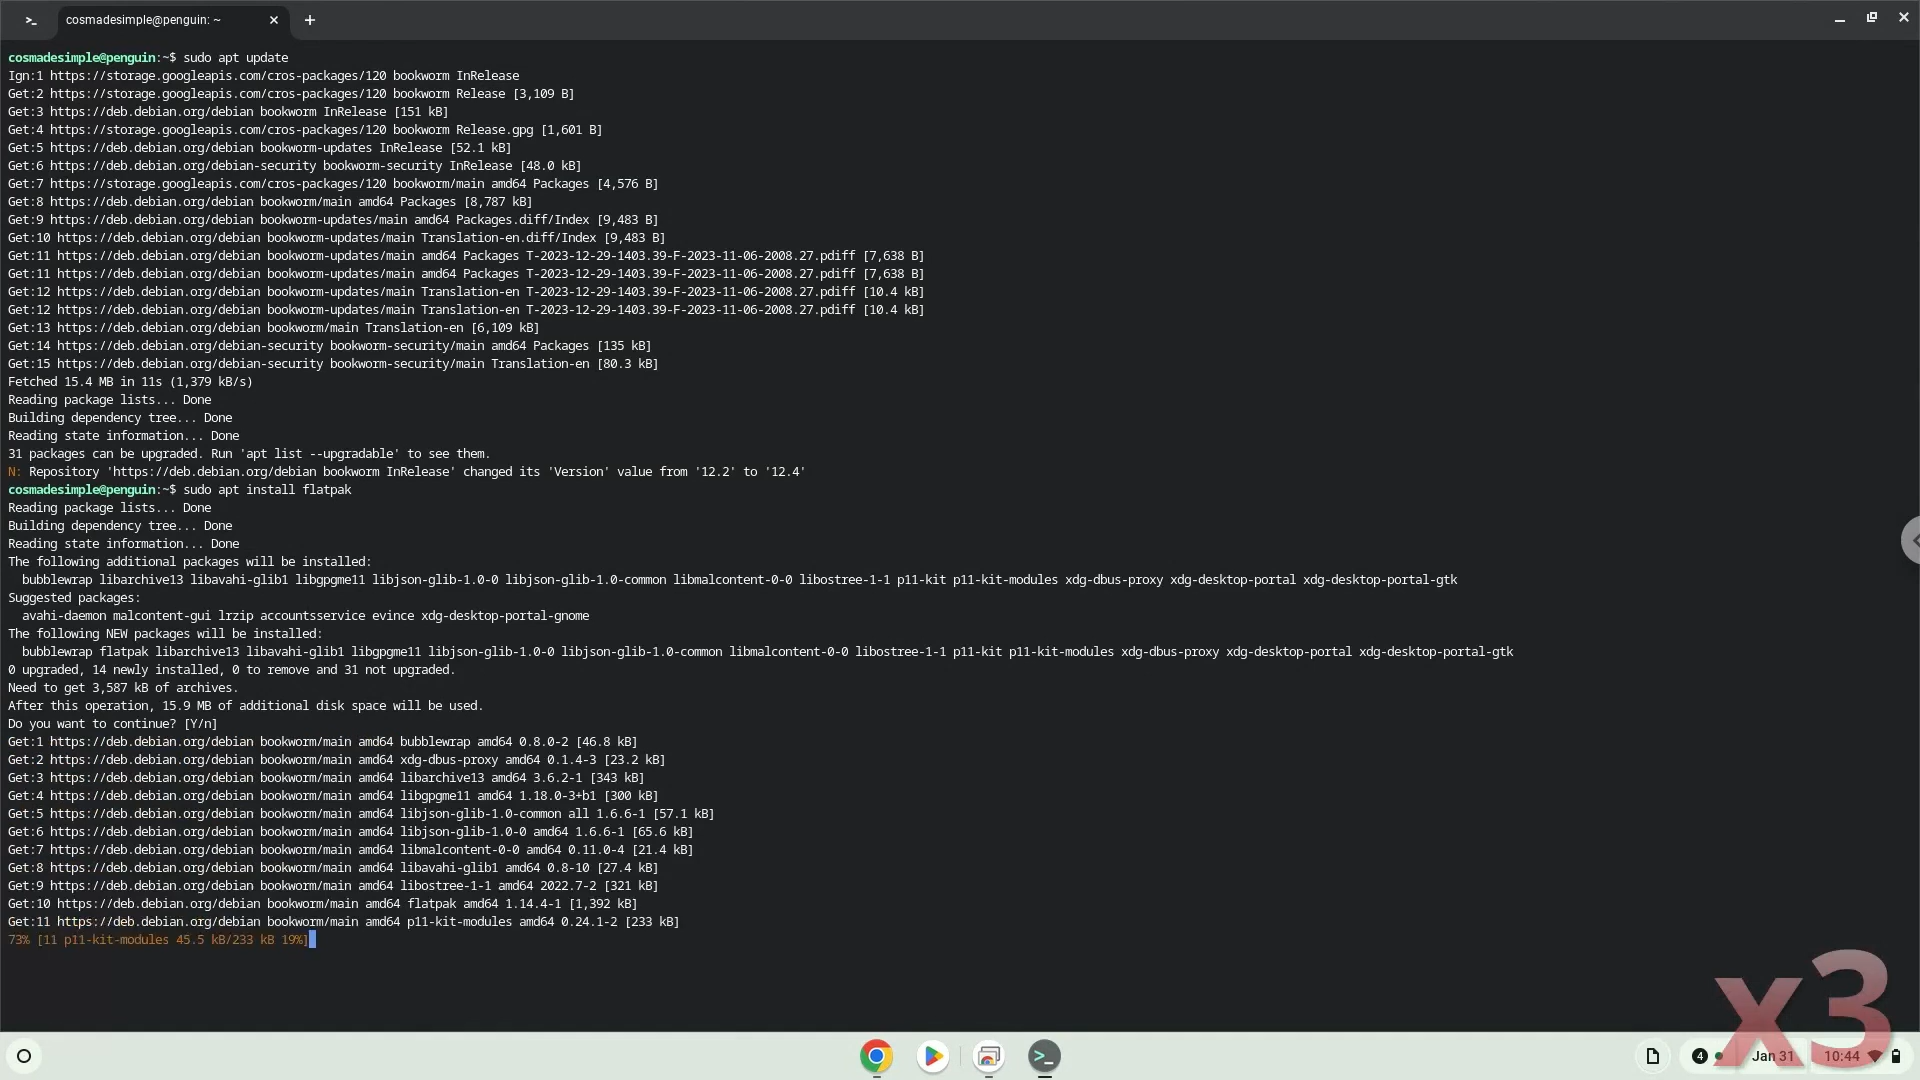 cosmadesimple@penguin: ~
cosmadesimple@penguin:~$ sudo apt update
Ign:1 https://storage.googleapis.com/cros-packages/120 bookworm InRelease
Get:2 https://storage.googleapis.com/cros-packages/120 bookworm Release [3,109 B]
Get:3 https://deb.debian.org/debian bookworm InRelease [151 kB]
Get:4 https://storage.googleapis.com/cros-packages/120 bookworm Release.gpg [1,601 B]
Get:5 https://deb.debian.org/debian bookworm-updates InRelease [52.1 kB]
Get:6 https://deb.debian.org/debian-security bookworm-security InRelease [48.0 kB]
Get:7 https://storage.googleapis.com/cros-packages/120 bookworm/main amd64 Packages [4,576 B]
Get:8 https://deb.debian.org/debian bookworm/main amd64 Packages [8,787 kB]
Get:9 https://deb.debian.org/debian bookworm-updates/main amd64 Packages.diff/Index [9,483 B]
Get:10 https://deb.debian.org/debian bookworm-updates/main Translation-en.diff/Index [9,483 B]
Get:11 https://deb.debian.org/debian bookworm-updates/main amd64 Packages T-2023-12-29-1403.39-F-2023-11-06-2008.27.pdiff [7,638 B]
Get:11 https://deb.debian.org/debian bookworm-updates/main amd64 Packages T-2023-12-29-1403.39-F-2023-11-06-2008.27.pdiff [7,638 B]
Get:12 https://deb.debian.org/debian bookworm-updates/main Translation-en T-2023-12-29-1403.39-F-2023-11-06-2008.27.pdiff [10.4 kB]
Get:12 https://deb.debian.org/debian bookworm-updates/main Translation-en T-2023-12-29-1403.39-F-2023-11-06-2008.27.pdiff [10.4 kB]
Get:13 https://deb.debian.org/debian bookworm/main Translation-en [6,109 kB]
Get:14 https://deb.debian.org/debian-security bookworm-security/main amd64 Packages [135 kB]
Get:15 https://deb.debian.org/debian-security bookworm-security/main Translation-en [80.3 kB]
Fetched 15.4 MB in 11s (1,379 kB/s)
Reading package lists... Done
Building dependency tree... Done
Reading state information... Done
31 packages can be upgraded. Run 'apt list --upgradable' to see them.
N: Repository 'https://deb.debian.org/debian bookworm InRelease' changed its 'Version' value from '12.2' to '12.4'
cosmadesimple@penguin:~$ sudo apt install flatpak
Reading package lists... Done
Building dependency tree... Done
Reading state information... Done
The following additional packages will be installed:
bubblewrap libarchive13 libavahi-glib1 libgpgme11 libjson-glib-1.0-0 libjson-glib-1.0-common libmalcontent-0-0 libostree-1-1 p11-kit p11-kit-modules xdg-dbus-proxy xdg-desktop-portal xdg-desktop-portal-gtk
Suggested packages:
avahi-daemon malcontent-gui lrzip accountsservice evince xdg-desktop-portal-gnome
The following NEW packages will be installed:
bubblewrap flatpak libarchive13 libavahi-glib1 libgpgme11 libjson-glib-1.0-0 libjson-glib-1.0-common libmalcontent-0-0 libostree-1-1 p11-kit p11-kit-modules xdg-dbus-proxy xdg-desktop-portal xdg-desktop-portal-gtk
0 upgraded, 14 newly installed, 0 to remove and 31 not upgraded.
Need to get 3,587 kB of archives.
After this operation, 15.9 MB of additional disk space will be used.
Do you want to continue? [Y/n]
Get:1 https://deb.debian.org/debian bookworm/main amd64 bubblewrap amd64 0.8.0-2 [46.8 kB]
Get:2 https://deb.debian.org/debian bookworm/main amd64 xdg-dbus-proxy amd64 0.1.4-3 [23.2 kB]
Get:3 https://deb.debian.org/debian bookworm/main amd64 libarchive13 amd64 3.6.2-1 [343 kB]
Get:4 https://deb.debian.org/debian bookworm/main amd64 libgpgme11 amd64 1.18.0-3+b1 [300 kB]
Get:5 https://deb.debian.org/debian bookworm/main amd64 libjson-glib-1.0-common all 1.6.6-1 [57.1 kB]
Get:6 https://deb.debian.org/debian bookworm/main amd64 libjson-glib-1.0-0 amd64 1.6.6-1 [65.6 kB]
Get:7 https://deb.debian.org/debian bookworm/main amd64 libmalcontent-0-0 amd64 0.11.0-4 [21.4 kB]
Get:8 https://deb.debian.org/debian bookworm/main amd64 libavahi-glib1 amd64 0.8-10 [27.4 kB]
Get:9 https://deb.debian.org/debian bookworm/main amd64 libostree-1-1 amd64 2022.7-2 [321 kB]
Get:10 https://deb.debian.org/debian bookworm/main amd64 flatpak amd64 1.14.4-1 [1,392 kB]
Get:11 https://deb.debian.org/debian bookworm/main amd64 p11-kit-modules amd64 0.24.1-2 [233 kB]
73% [11 p11-kit-modules 45.5 kB/233 kB 19%]
x3
4 Jan 31 10:44